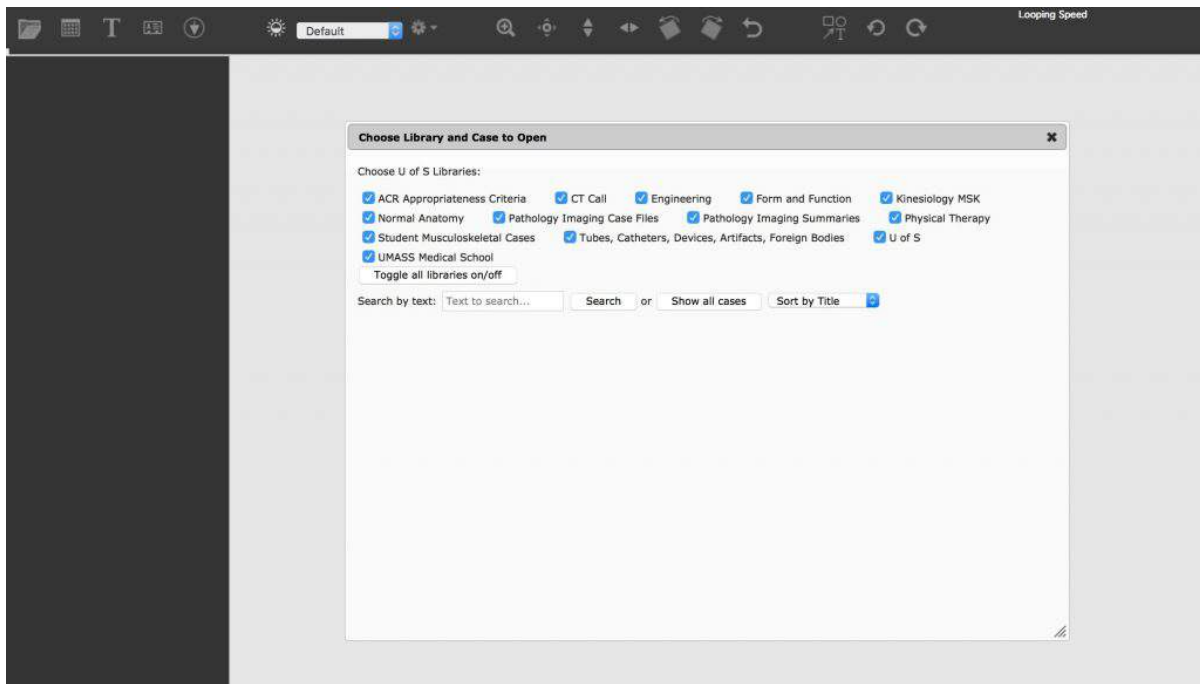 Looping Speed
T Default
Choose Library and Case to Open
Choose U of S Libraries:
ACR Appropriateness Criteria CT Call Engineering Form and Function Kinesiology MSK
Normal Anatomy Pathology Imaging Case Files Pathology Imaging Summaries Physical Therapy
Student Musculoskeletal Cases Tubes, Catheters, Devices, Artifacts, Foreign Bodies U of S
UMASS Medical School
Toggle all libraries on/off
Search by text: Text to search... Search or Show all cases Sort by Title